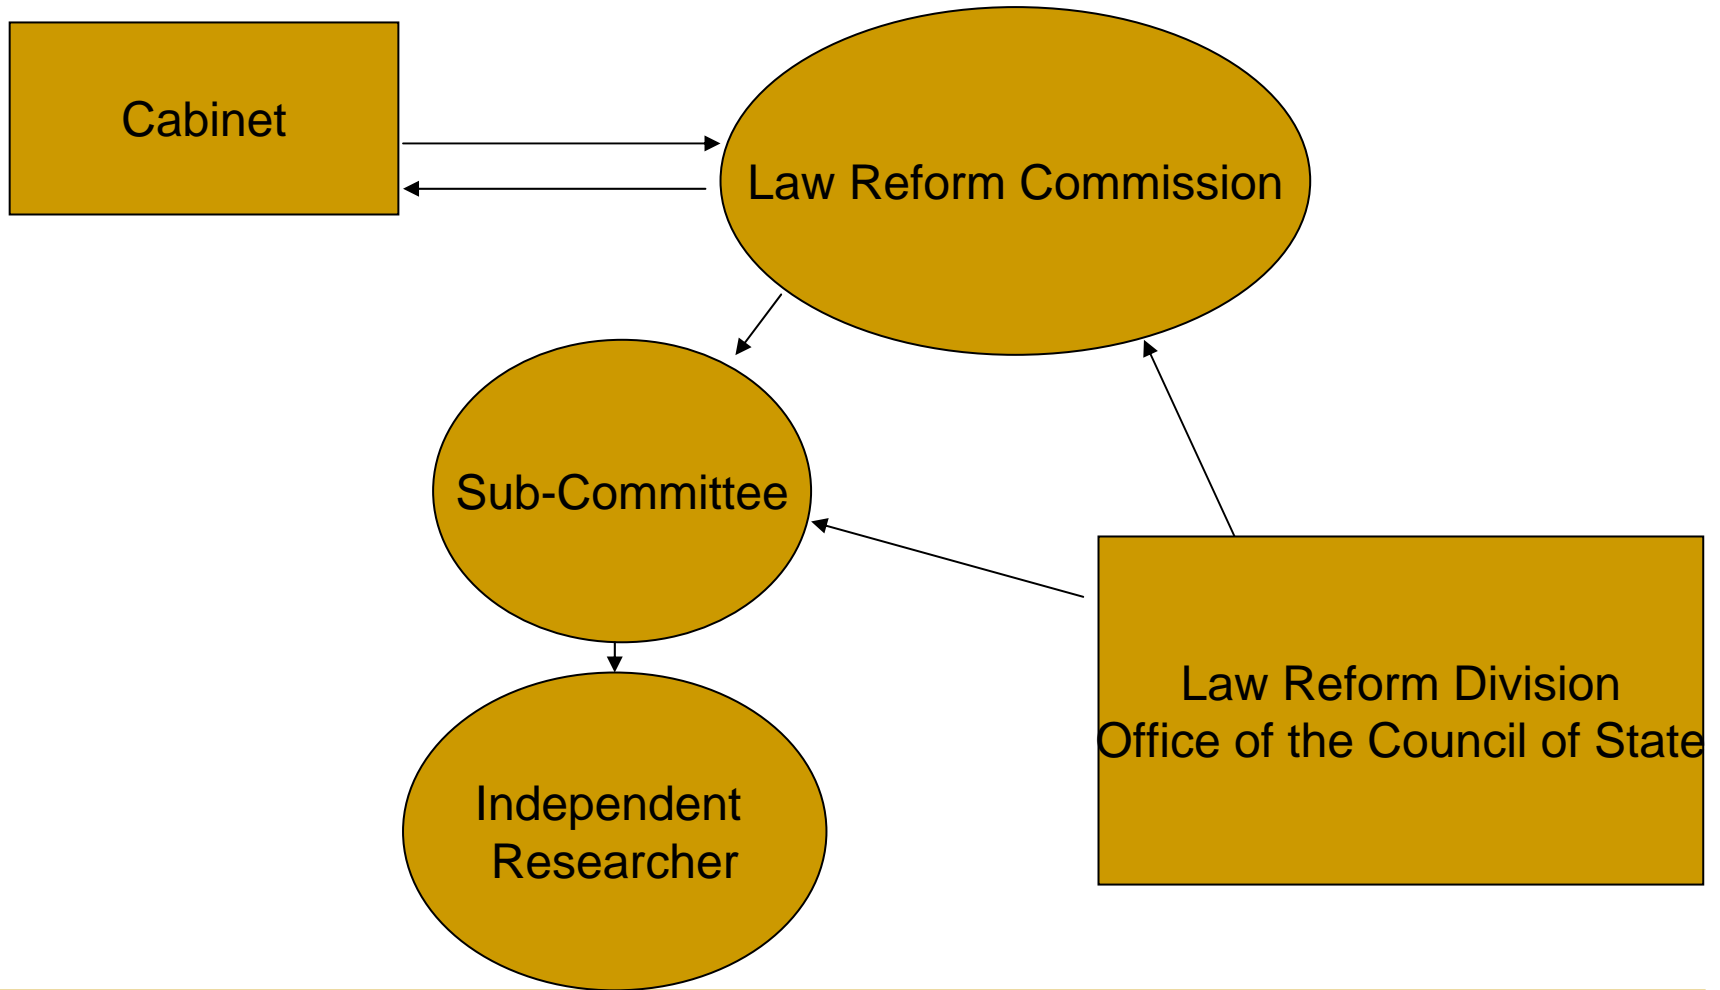 Cabinet
Law Reform Commission
Sub-Committee
Law Reform Division
Office of the Council of State
Independent
Researcher